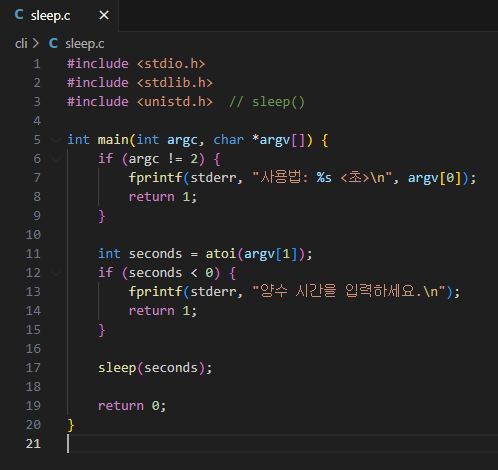 sleep.c
cli > sleep.c
1 #include <stdio.h>
2 #include <stdlib.h>
3 #include <unistd.h>  // sleep()
4
5 int main(int argc, char *argv[]) {
6     if (argc != 2) {
7         fprintf(stderr, "사용법: %s <초>\n", argv[0]);
8         return 1;
9     }
10
11     int seconds = atoi(argv[1]);
12     if (seconds < 0) {
13         fprintf(stderr, "양수 시간을 입력하세요.\n");
14         return 1;
15     }
16
17     sleep(seconds);
18
19     return 0;
20 }
21